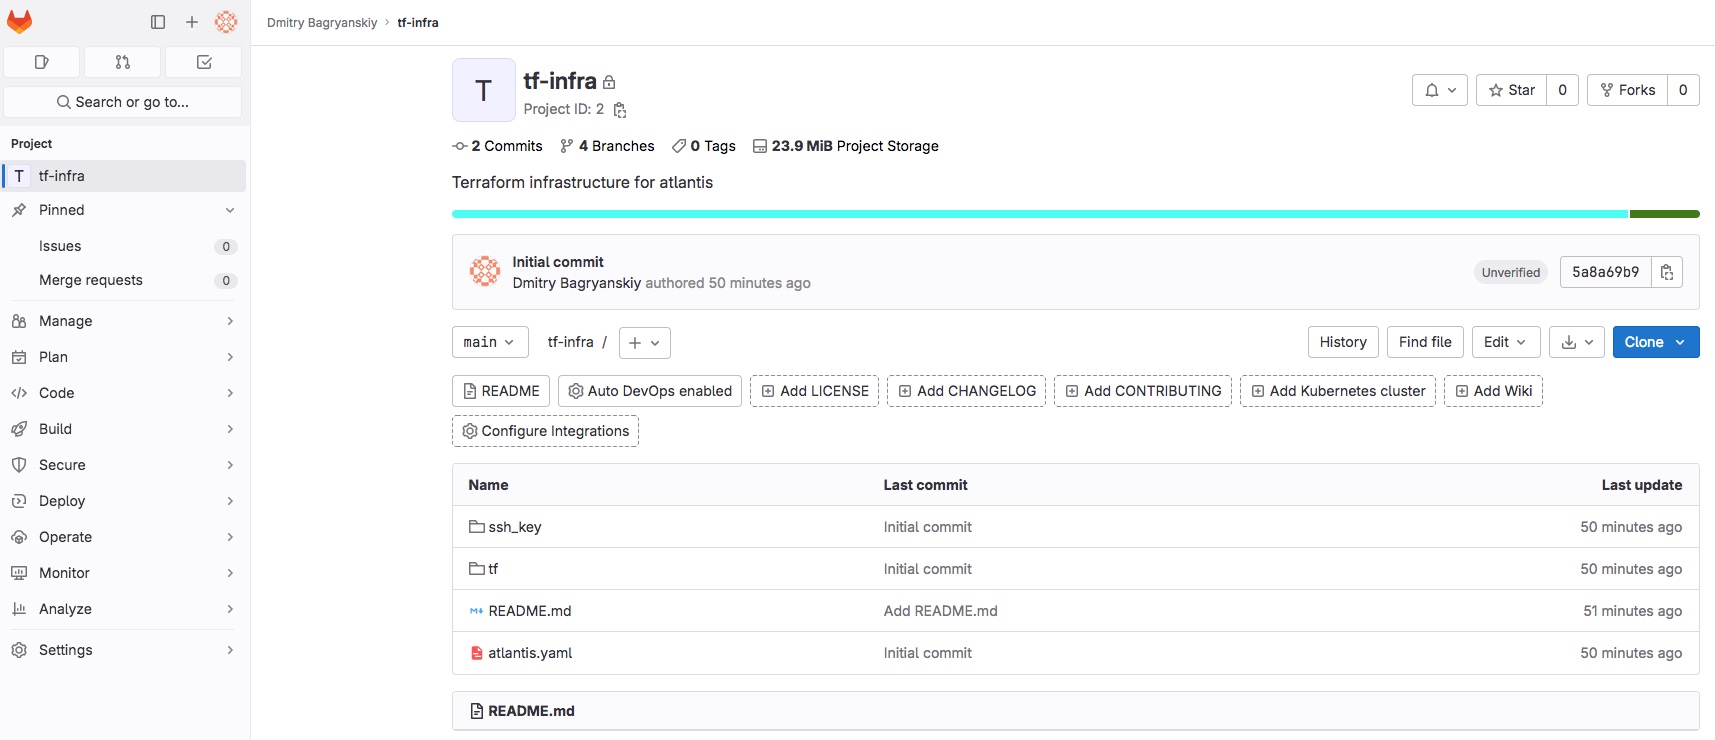 Dmitry Bagryanskiy › tf-infra
Search or go to...
Project
T tf-infra
Pinned
Issues 0
Merge requests 0
Manage
Plan
Code
Build
Secure
Deploy
Operate
Monitor
Analyze
Settings
T
tf-infra
Project ID: 2
Star 0 Forks 0
2 Commits 4 Branches 0 Tags 23.9 MiB Project Storage
Terraform infrastructure for atlantis
Initial commit
Dmitry Bagryanskiy authored 50 minutes ago
Unverified 5a8a69b9
main tf-infra / + History Find file Edit Clone
README Auto DevOps enabled Add LICENSE Add CHANGELOG Add CONTRIBUTING Add Kubernetes cluster Add Wiki
Configure Integrations
Name Last commit Last update
ssh_key Initial commit 50 minutes ago
tf Initial commit 50 minutes ago
README.md Add README.md 51 minutes ago
atlantis.yaml Initial commit 50 minutes ago
README.md